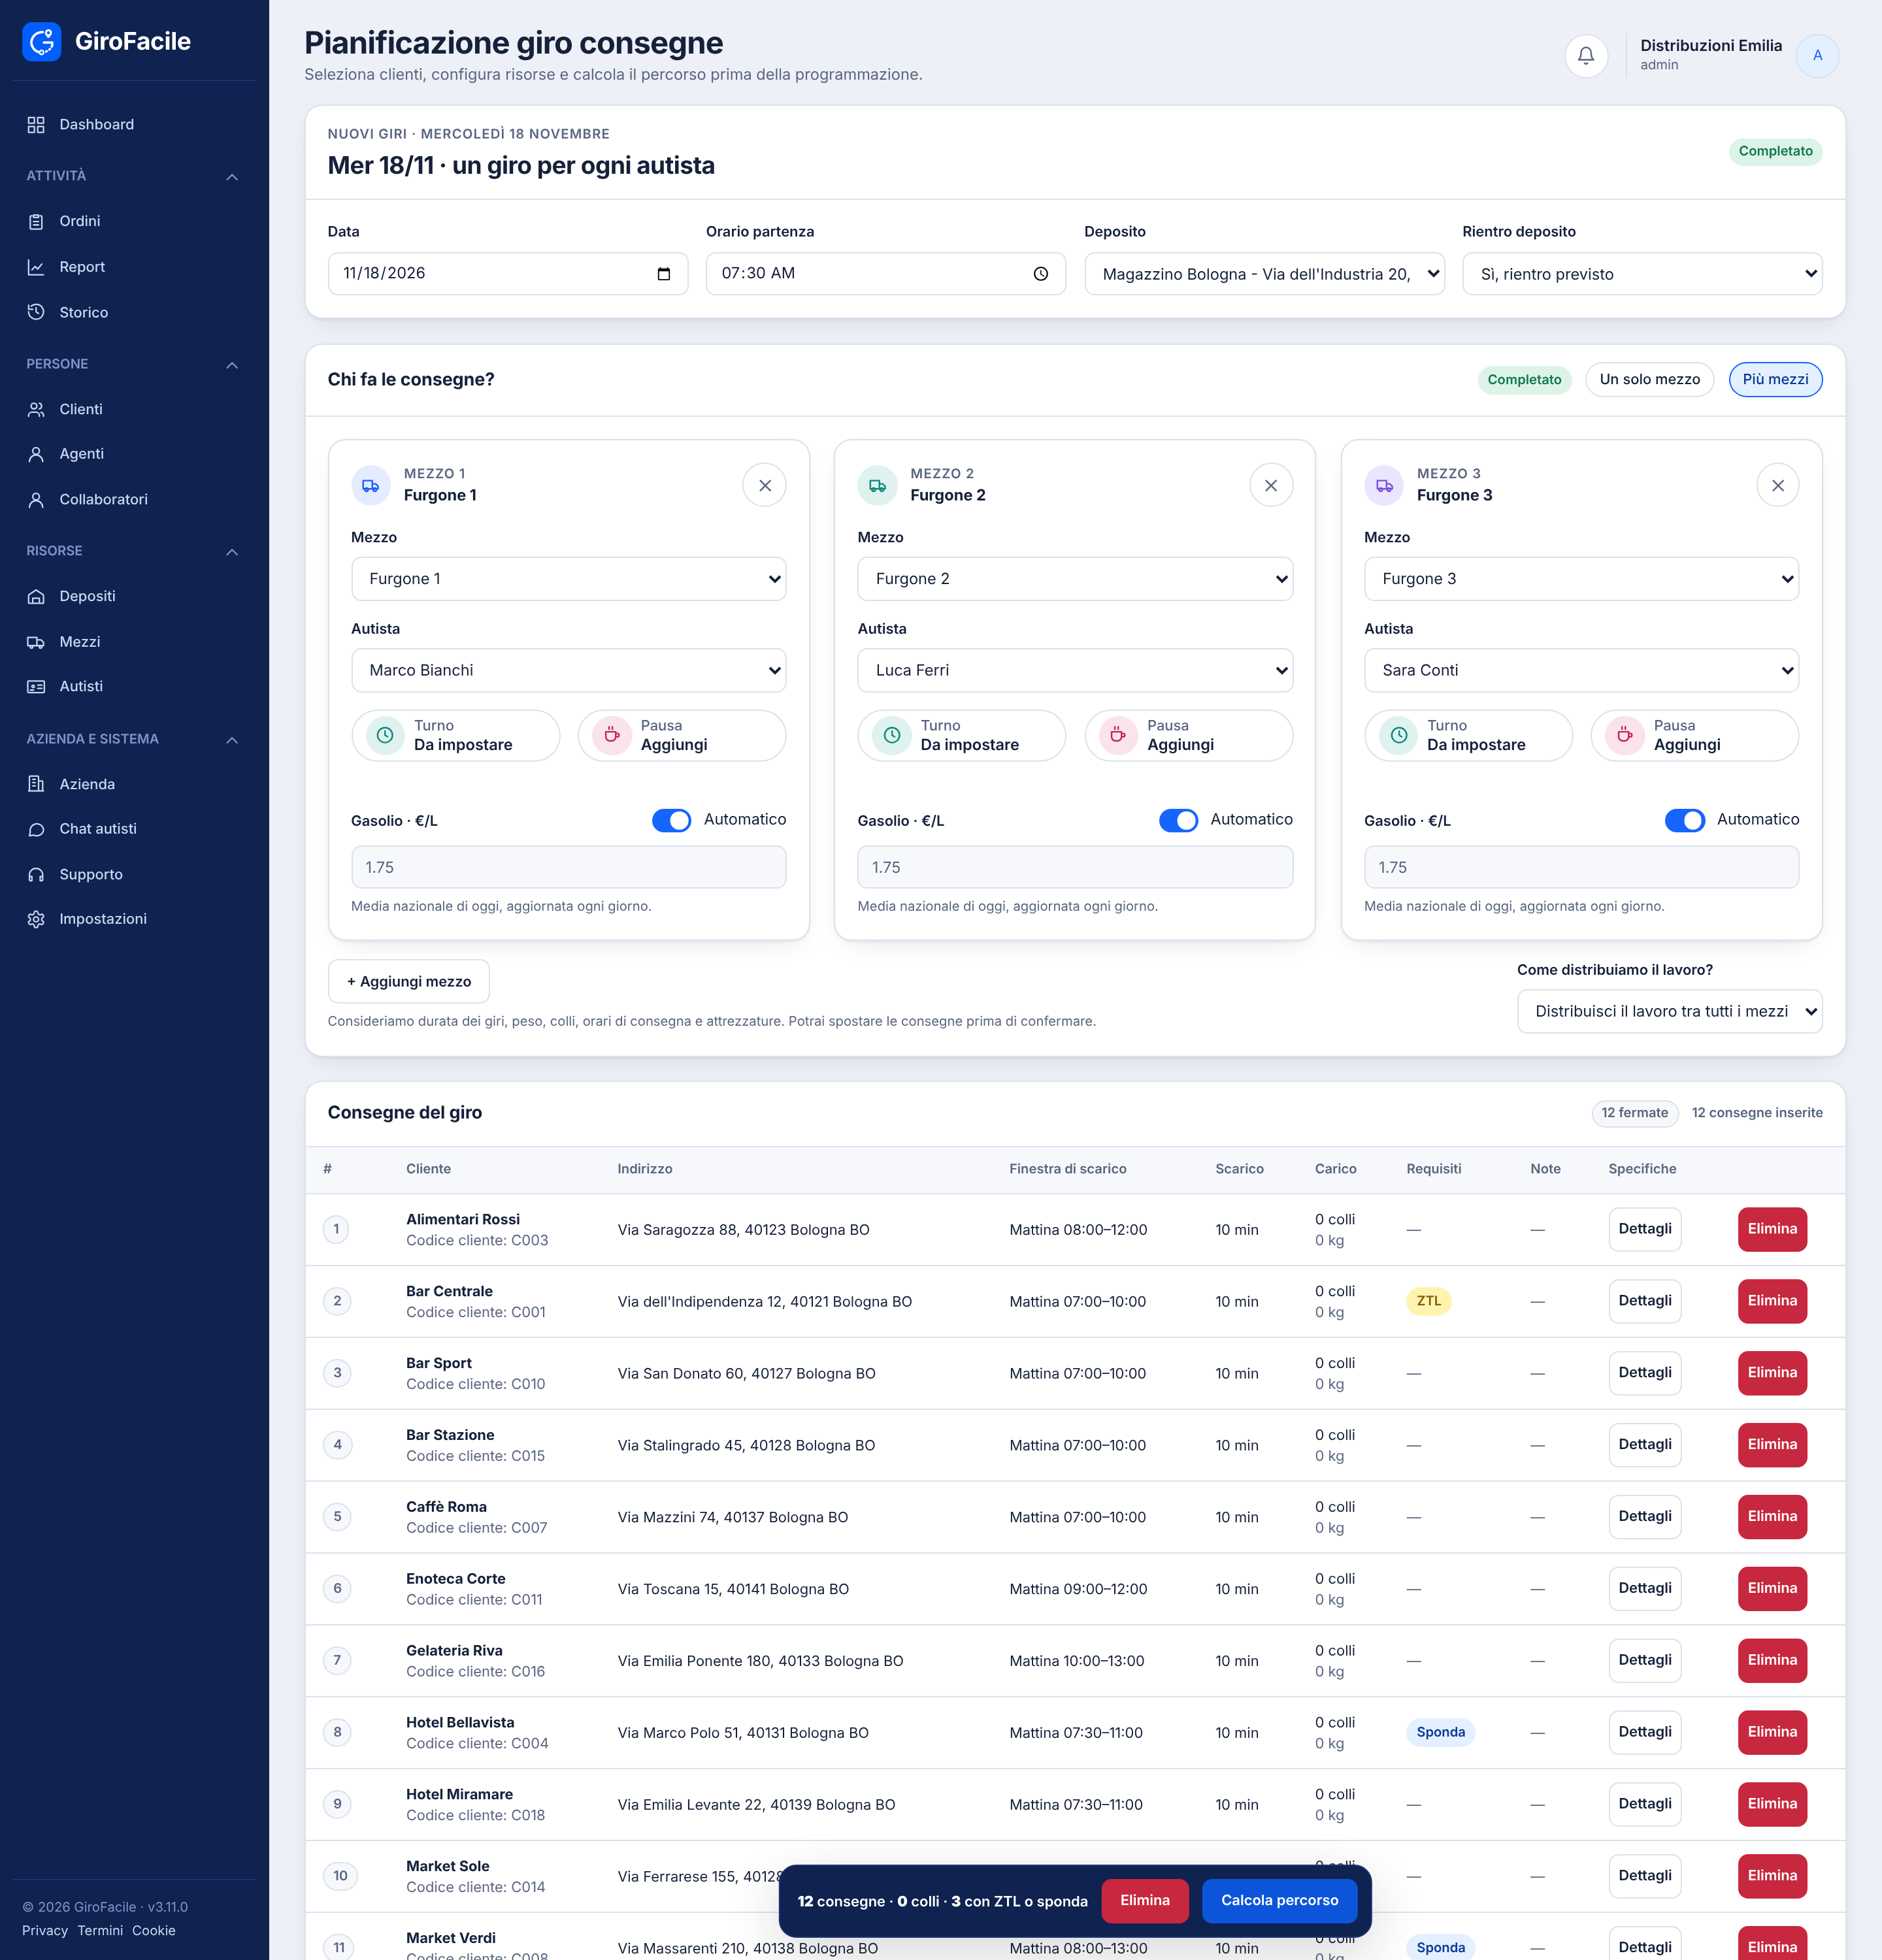 GiroFacile
Dashboard
ATTIVITÀ
Ordini
Report
Storico
PERSONE
Clienti
Agenti
Collaboratori
RISORSE
Depositi
Mezzi
Autisti
AZIENDA E SISTEMA
Azienda
Chat autisti
Supporto
Impostazioni
© 2026 GiroFacile · v3.11.0
Privacy Termini Cookie
Pianificazione giro consegne
Seleziona clienti, configura risorse e calcola il percorso prima della programmazione.
Distribuzioni Emilia
admin
A
NUOVI GIRI · MERCOLEDÌ 18 NOVEMBRE
Mer 18/11 · un giro per ogni autista
Completato
Data Orario partenza Deposito Rientro deposito
11/18/2026 07:30 AM Magazzino Bologna - Via dell'Industria 20, Sì, rientro previsto
Chi fa le consegne?
Completato Un solo mezzo Più mezzi
MEZZO 1
Furgone 1
Mezzo
Furgone 1
Autista
Marco Bianchi
Turno
Da impostare
Pausa
Aggiungi
Gasolio · €/L Automatico
1.75
Media nazionale di oggi, aggiornata ogni giorno.
MEZZO 2
Furgone 2
Mezzo
Furgone 2
Autista
Luca Ferri
Turno
Da impostare
Pausa
Aggiungi
Gasolio · €/L Automatico
1.75
Media nazionale di oggi, aggiornata ogni giorno.
MEZZO 3
Furgone 3
Mezzo
Furgone 3
Autista
Sara Conti
Turno
Da impostare
Pausa
Aggiungi
Gasolio · €/L Automatico
1.75
Media nazionale di oggi, aggiornata ogni giorno.
+ Aggiungi mezzo
Consideriamo durata dei giri, peso, colli, orari di consegna e attrezzature. Potrai spostare le consegne prima di confermare.
Come distribuiamo il lavoro?
Distribuisci il lavoro tra tutti i mezzi
Consegne del giro
12 fermate 12 consegne inserite
# Cliente Indirizzo Finestra di scarico Scarico Carico Requisiti Note Specifiche
1 Alimentari Rossi Via Saragozza 88, 40123 Bologna BO Mattina 08:00–12:00 10 min 0 colli — — Dettagli Elimina
Codice cliente: C003 0 kg
2 Bar Centrale Via dell'Indipendenza 12, 40121 Bologna BO Mattina 07:00–10:00 10 min 0 colli ZTL — Dettagli Elimina
Codice cliente: C001 0 kg
3 Bar Sport Via San Donato 60, 40127 Bologna BO Mattina 07:00–10:00 10 min 0 colli — — Dettagli Elimina
Codice cliente: C010 0 kg
4 Bar Stazione Via Stalingrado 45, 40128 Bologna BO Mattina 07:00–10:00 10 min 0 colli — — Dettagli Elimina
Codice cliente: C015 0 kg
5 Caffè Roma Via Mazzini 74, 40137 Bologna BO Mattina 07:00–10:00 10 min 0 colli — — Dettagli Elimina
Codice cliente: C007 0 kg
6 Enoteca Corte Via Toscana 15, 40141 Bologna BO Mattina 09:00–12:00 10 min 0 colli — — Dettagli Elimina
Codice cliente: C011 0 kg
7 Gelateria Riva Via Emilia Ponente 180, 40133 Bologna BO Mattina 10:00–13:00 10 min 0 colli — — Dettagli Elimina
Codice cliente: C016 0 kg
8 Hotel Bellavista Via Marco Polo 51, 40131 Bologna BO Mattina 07:30–11:00 10 min 0 colli Sponda — Dettagli Elimina
Codice cliente: C004 0 kg
9 Hotel Miramare Via Emilia Levante 22, 40139 Bologna BO Mattina 07:30–11:00 10 min 0 colli — — Dettagli Elimina
Codice cliente: C018 0 kg
10 Market Sole Via Ferrarese 155, 40128 — — Dettagli Elimina
Codice cliente: C014
12 consegne · 0 colli · 3 con ZTL o sponda Elimina Calcola percorso
11 Market Verdi Via Massarenti 210, 40138 Bologna BO Mattina 08:00–13:00 10 min Sponda — Dettagli Elimina
Codice cliente: C008